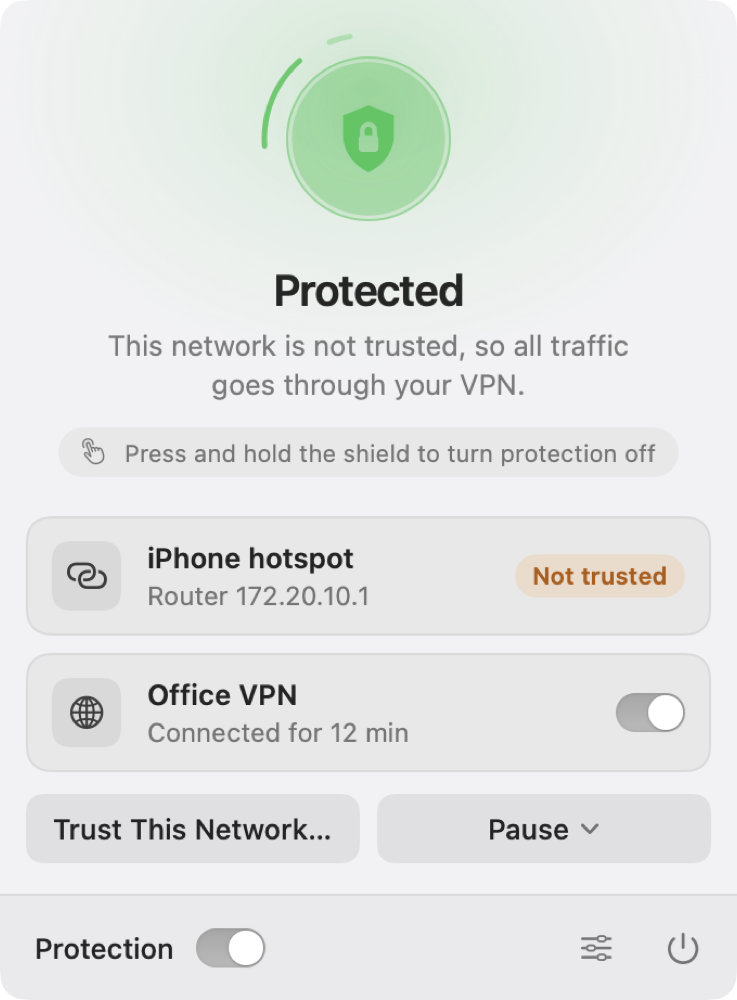 Protected
This network is not trusted, so all traffic
goes through your VPN.
Press and hold the shield to turn protection off
iPhone hotspot
Router 172.20.10.1
Not trusted
Office VPN
Connected for 12 min
Trust This Network...
Pause
Protection